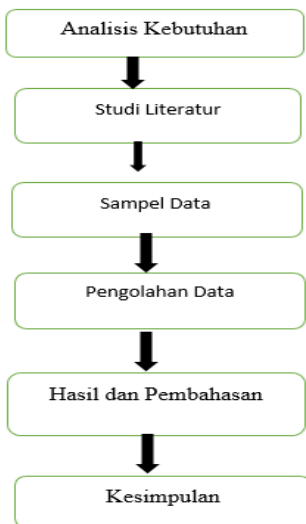 Analisis Kebutuhan
Studi Literatur
Sampel Data
Pengolahan Data
Hasil dan Pembahasan
Kesimpulan